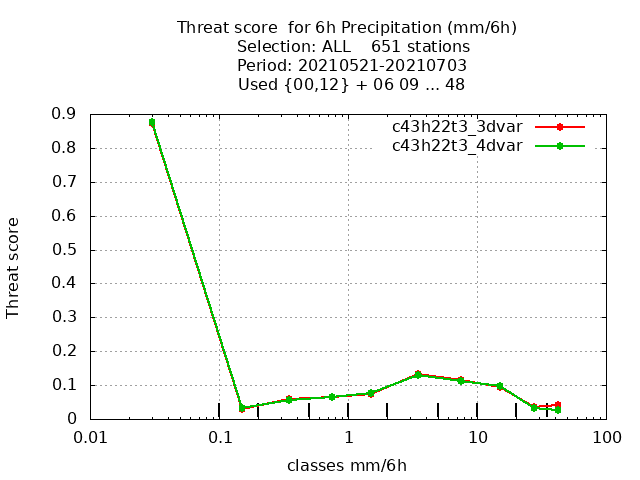 Threat score  for 6h Precipitation (mm/6h)
Selection: ALL    651 stations
Period: 20210521-20210703
Used {00,12} + 06 09 ... 48
c43h22t3_3dvar
c43h22t3_4dvar
Threat score
0.9
0.8
0.7
0.6
0.5
0.4
0.3
0.2
0.1
0
0.01 0.1 1 10 100
classes mm/6h